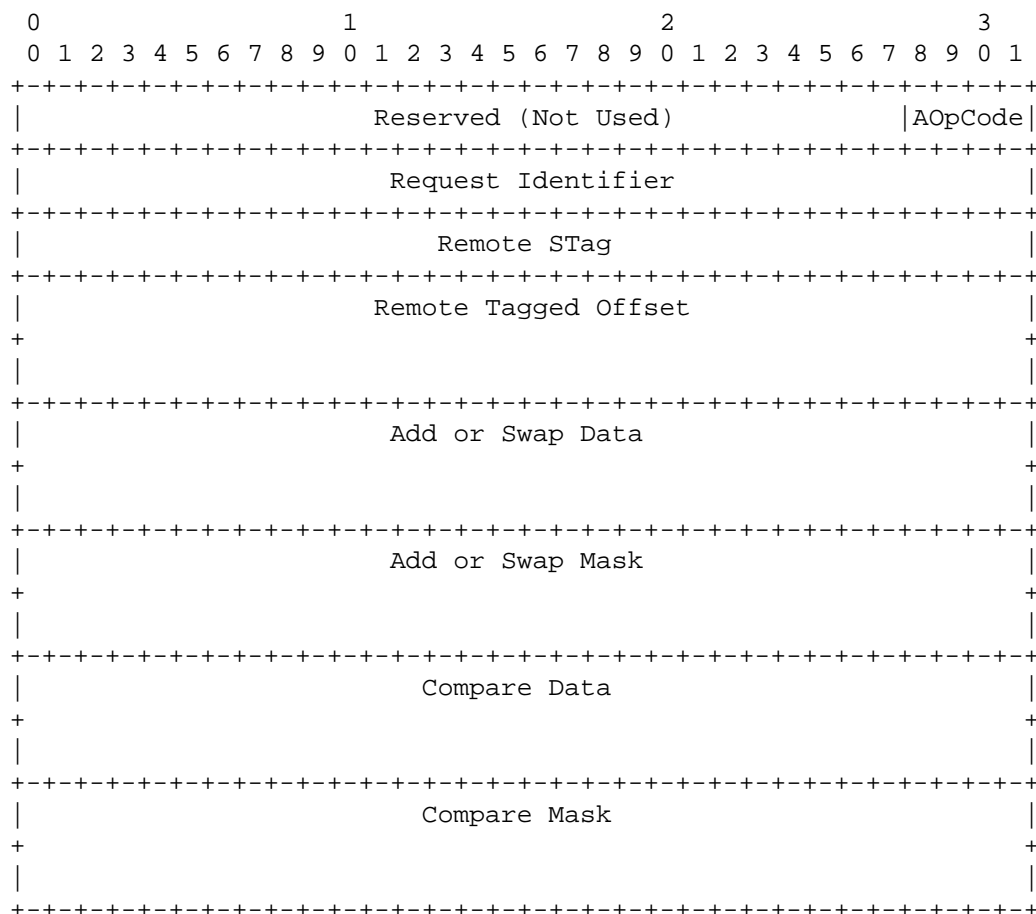 0                   1                   2                   3
 0 1 2 3 4 5 6 7 8 9 0 1 2 3 4 5 6 7 8 9 0 1 2 3 4 5 6 7 8 9 0 1
+-+-+-+-+-+-+-+-+-+-+-+-+-+-+-+-+-+-+-+-+-+-+-+-+-+-+-+-+-+-+-+-+
|                      Reserved (Not Used)              |AOpCode|
+-+-+-+-+-+-+-+-+-+-+-+-+-+-+-+-+-+-+-+-+-+-+-+-+-+-+-+-+-+-+-+-+
|                       Request Identifier                      |
+-+-+-+-+-+-+-+-+-+-+-+-+-+-+-+-+-+-+-+-+-+-+-+-+-+-+-+-+-+-+-+-+
|                          Remote STag                          |
+-+-+-+-+-+-+-+-+-+-+-+-+-+-+-+-+-+-+-+-+-+-+-+-+-+-+-+-+-+-+-+-+
|                      Remote Tagged Offset                     |
+                                                               +
|                                                               |
+-+-+-+-+-+-+-+-+-+-+-+-+-+-+-+-+-+-+-+-+-+-+-+-+-+-+-+-+-+-+-+-+
|                       Add or Swap Data                        |
+                                                               +
|                                                               |
+-+-+-+-+-+-+-+-+-+-+-+-+-+-+-+-+-+-+-+-+-+-+-+-+-+-+-+-+-+-+-+-+
|                       Add or Swap Mask                        |
+                                                               +
|                                                               |
+-+-+-+-+-+-+-+-+-+-+-+-+-+-+-+-+-+-+-+-+-+-+-+-+-+-+-+-+-+-+-+-+
|                         Compare Data                          |
+                                                               +
|                                                               |
+-+-+-+-+-+-+-+-+-+-+-+-+-+-+-+-+-+-+-+-+-+-+-+-+-+-+-+-+-+-+-+-+
|                         Compare Mask                          |
+                                                               +
|                                                               |
+-+-+-+-+-+-+-+-+-+-+-+-+-+-+-+-+-+-+-+-+-+-+-+-+-+-+-+-+-+-+-+-+